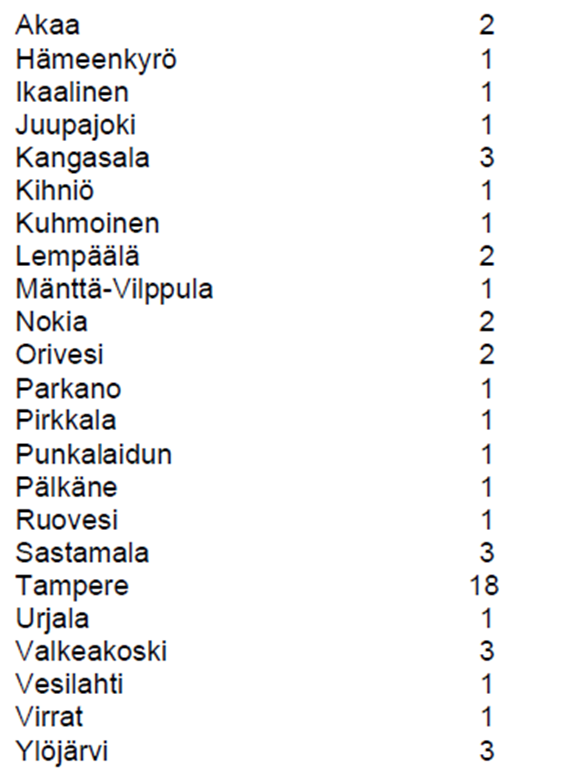 Akaa 2
Hämeenkyrö 1
Ikaalinen 1
Juupajoki 1
Kangasala 3
Kihniö 1
Kuhmoinen 1
Lempäälä 2
Mänttä-Vilppula 1
Nokia 2
Orivesi 2
Parkano 1
Pirkkala 1
Punkalaidun 1
Pälkäne 1
Ruovesi 1
Sastamala 3
Tampere 18
Urjala 1
Valkeakoski 3
Vesilahti 1
Virrat 1
Ylöjärvi 3